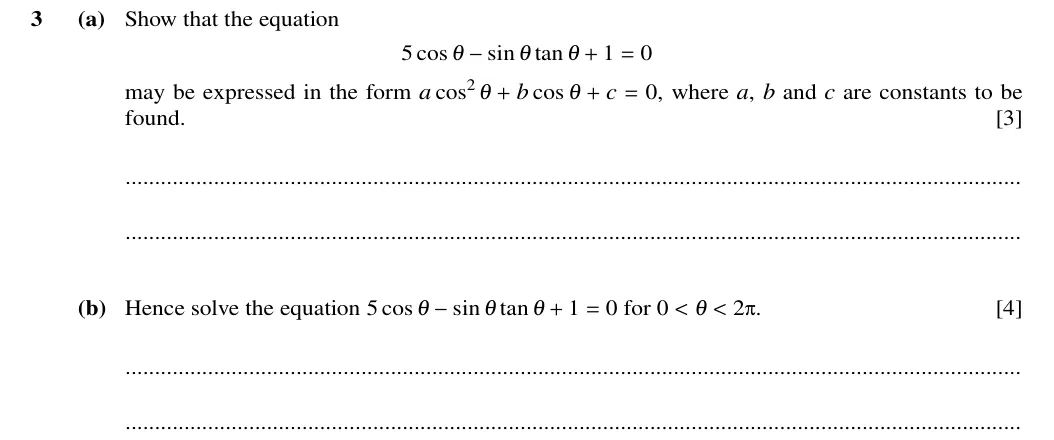 3 (a) Show that the equation
5 cos θ – sin θ tan θ + 1 = 0
may be expressed in the form a cos² θ + b cos θ + c = 0, where a, b and c are constants to be
found. [3]
................................................................................
................................................................................
(b) Hence solve the equation 5 cos θ – sin θ tan θ + 1 = 0 for 0 < θ < 2π. [4]
................................................................................
................................................................................